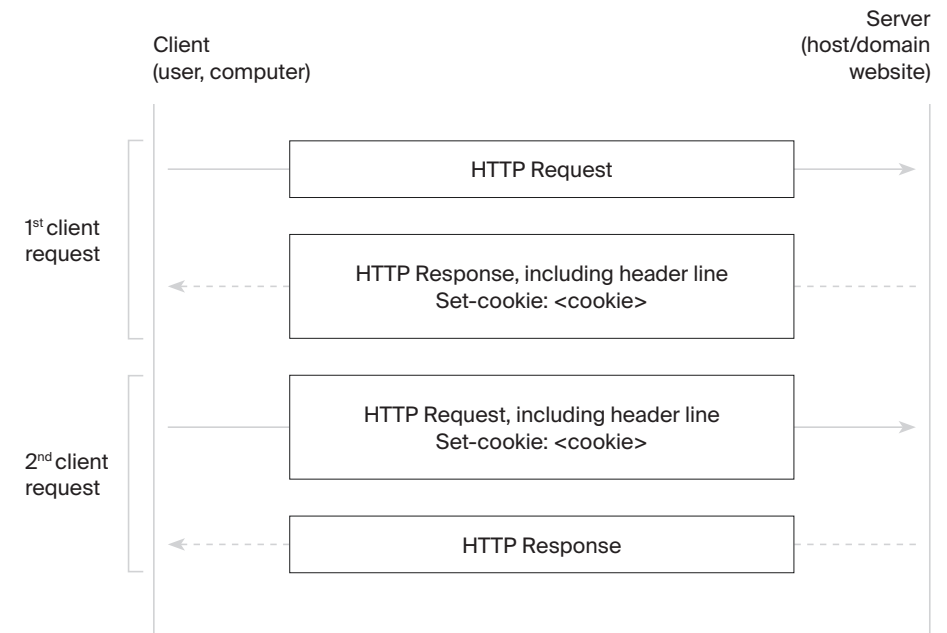 Client
(user, computer)
Server
(host/domain
website)
1st client
request
HTTP Request
HTTP Response, including header line
Set-cookie: <cookie>
2nd client
request
HTTP Request, including header line
Set-cookie: <cookie>
HTTP Response